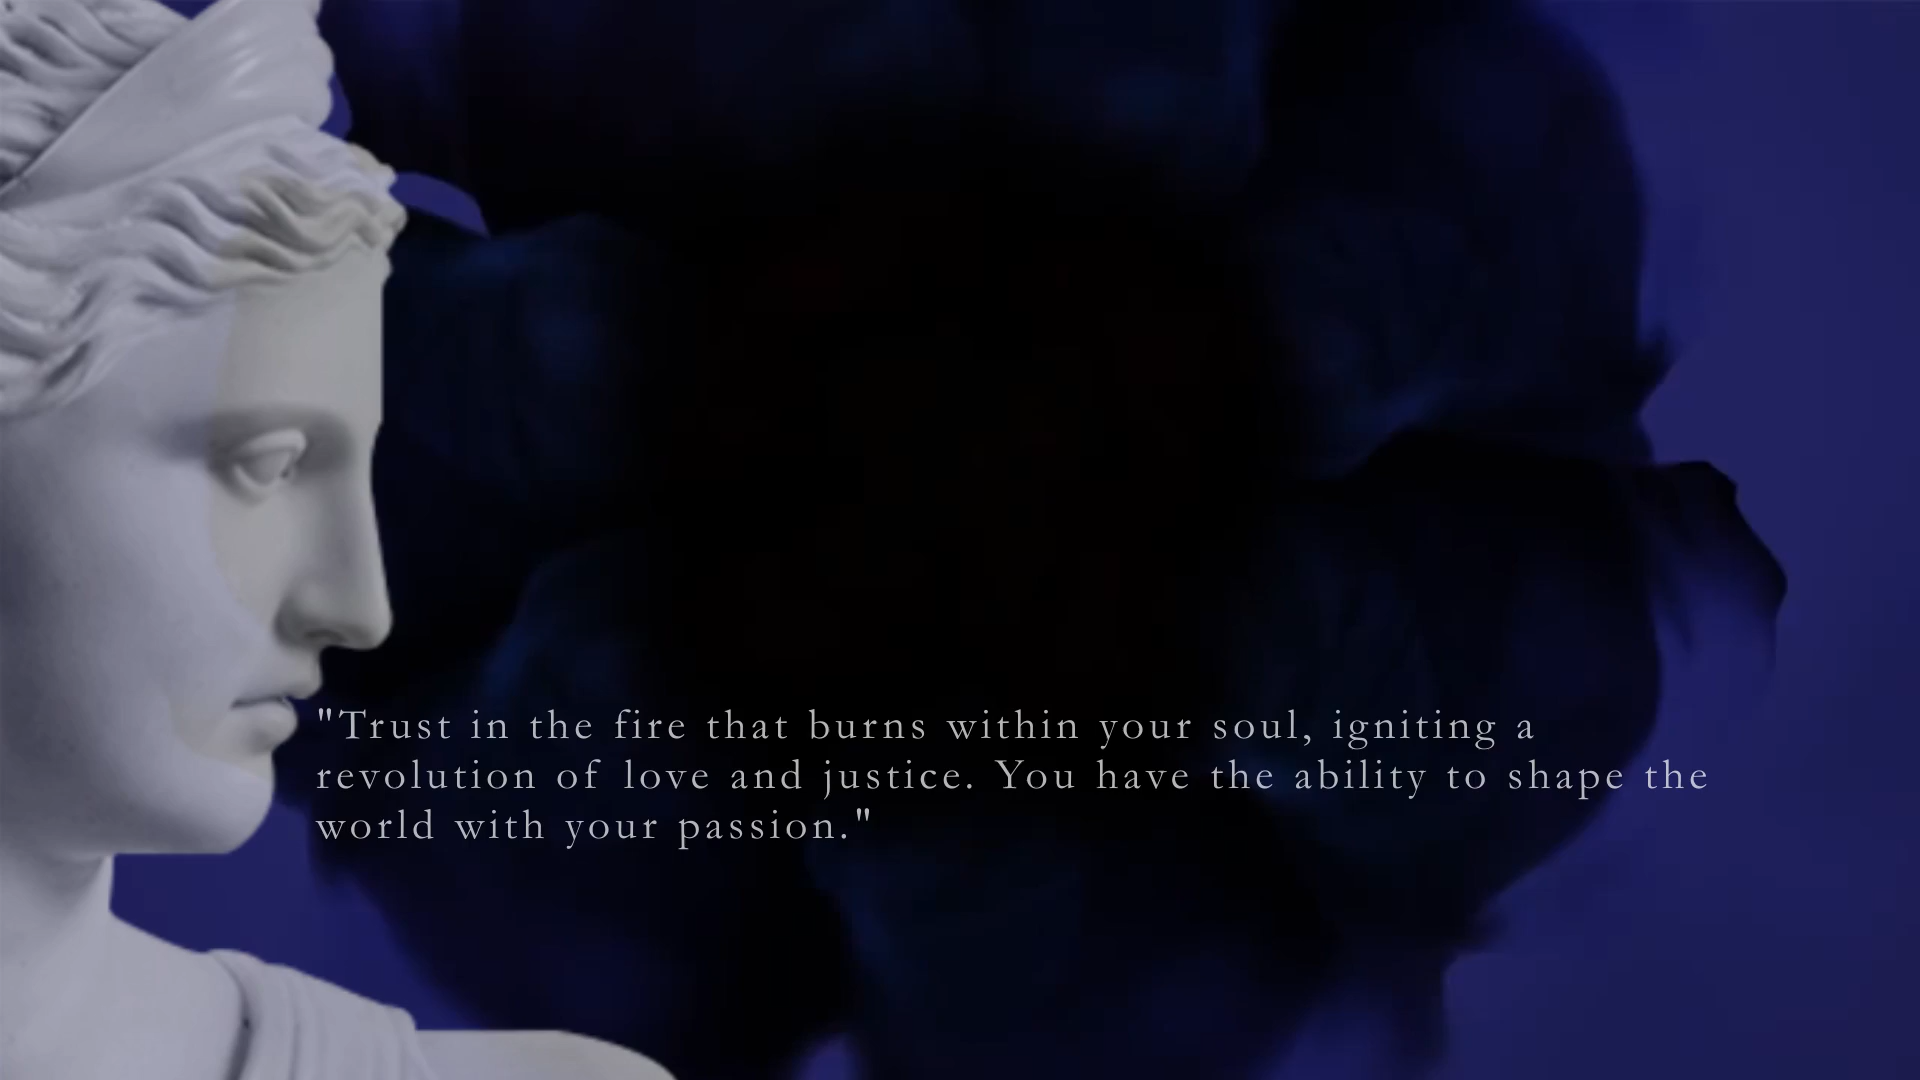 "Trust in the fire that burns within your soul, igniting a
revolution of love and justice. You have the ability to shape the
world with your passion."